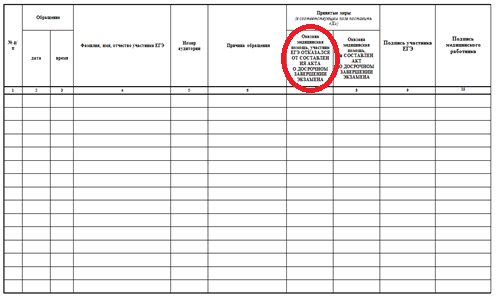 Обращение
Принятые меры
(в соответствующем поле поставить «Х»)
№ п/
п
дата
время
Фамилия, имя, отчество участника ЕГЭ
Номер
аудитории
Причина обращения
Оказана
медицинская
помощь, участник
ЕГЭ ОТКАЗАЛСЯ
ОТ СОСТАВЛЕН
ИЯ АКТА
О ДОСРОЧНОМ
ЗАВЕРШЕНИИ
ЭКЗАМЕНА
Оказана
медицинская
помощь,
и СОСТАВЛЕН
АКТ
О ДОСРОЧНОМ
ЗАВЕРШЕНИИ
ЭКЗАМЕНА
Подпись участника
ЕГЭ
Подпись
медицинского
работника
1 2 3 4 5 6 7 8 9 10